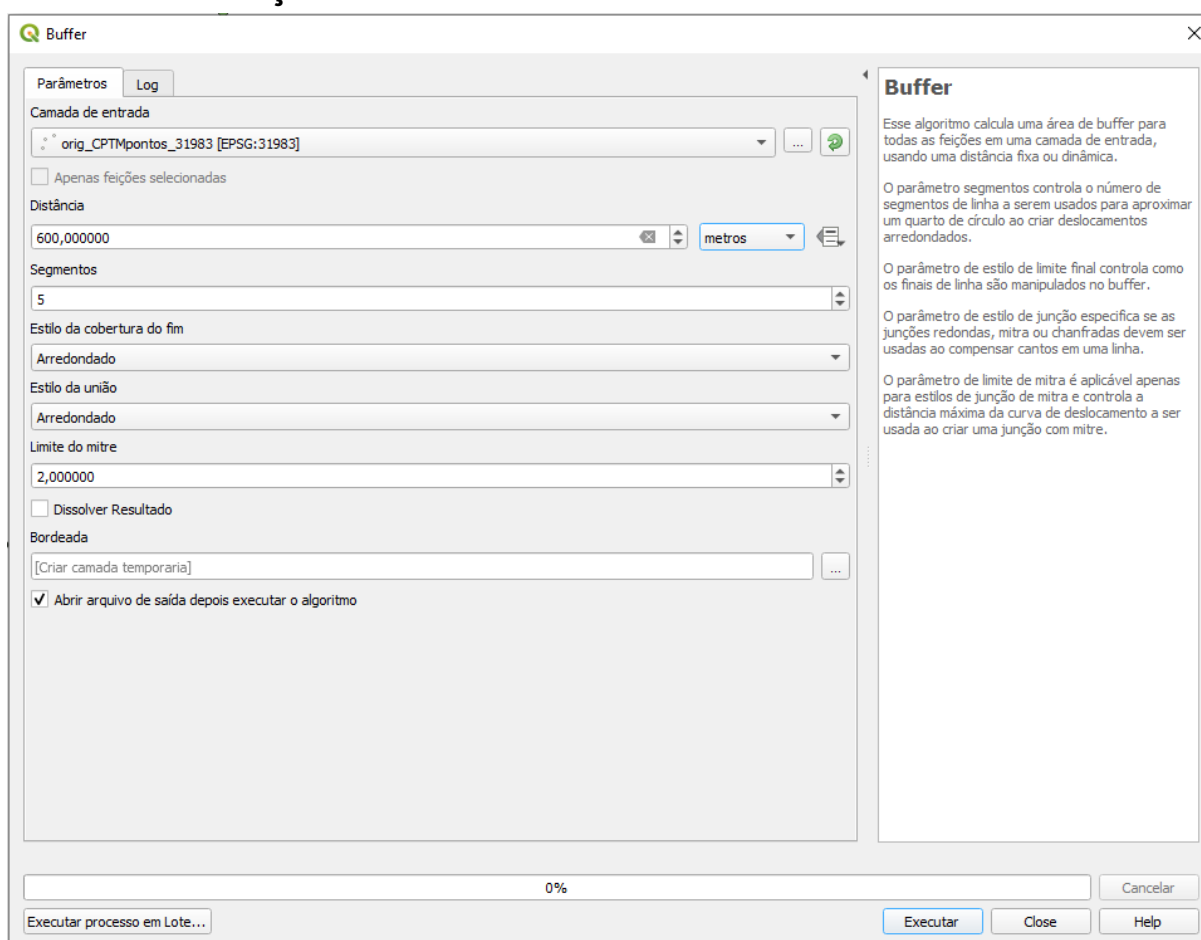 Buffer
Parâmetros
Log
Camada de entrada
orig_CPTMpontos_31983 [EPSG:31983]
...
Apenas feições selecionadas
Distância
600,000000
metros
Segmentos
5
Estilo da cobertura do fim
Arredondado
Estilo da união
Arredondado
Limite do mitre
2,000000
Dissolver Resultado
Bordeada
[Criar camada temporaria]
...
Abrir arquivo de saída depois executar o algoritmo
Buffer
Esse algoritmo calcula uma área de buffer para
todas as feições em uma camada de entrada,
usando uma distância fixa ou dinâmica.
O parâmetro segmentos controla o número de
segmentos de linha a serem usados para aproximar
um quarto de círculo ao criar deslocamentos
arredondados.
O parâmetro de estilo de limite final controla como
os finais de linha são manipulados no buffer.
O parâmetro de estilo de junção especifica se as
junções redondas, mitra ou chanfradas devem ser
usadas ao compensar cantos em uma linha.
O parâmetro de limite de mitra é aplicável apenas
para estilos de junção de mitra e controla a
distância máxima da curva de deslocamento a ser
usada ao criar uma junção com mitre.
0%
Cancelar
Executar processo em Lote...
Executar
Close
Help